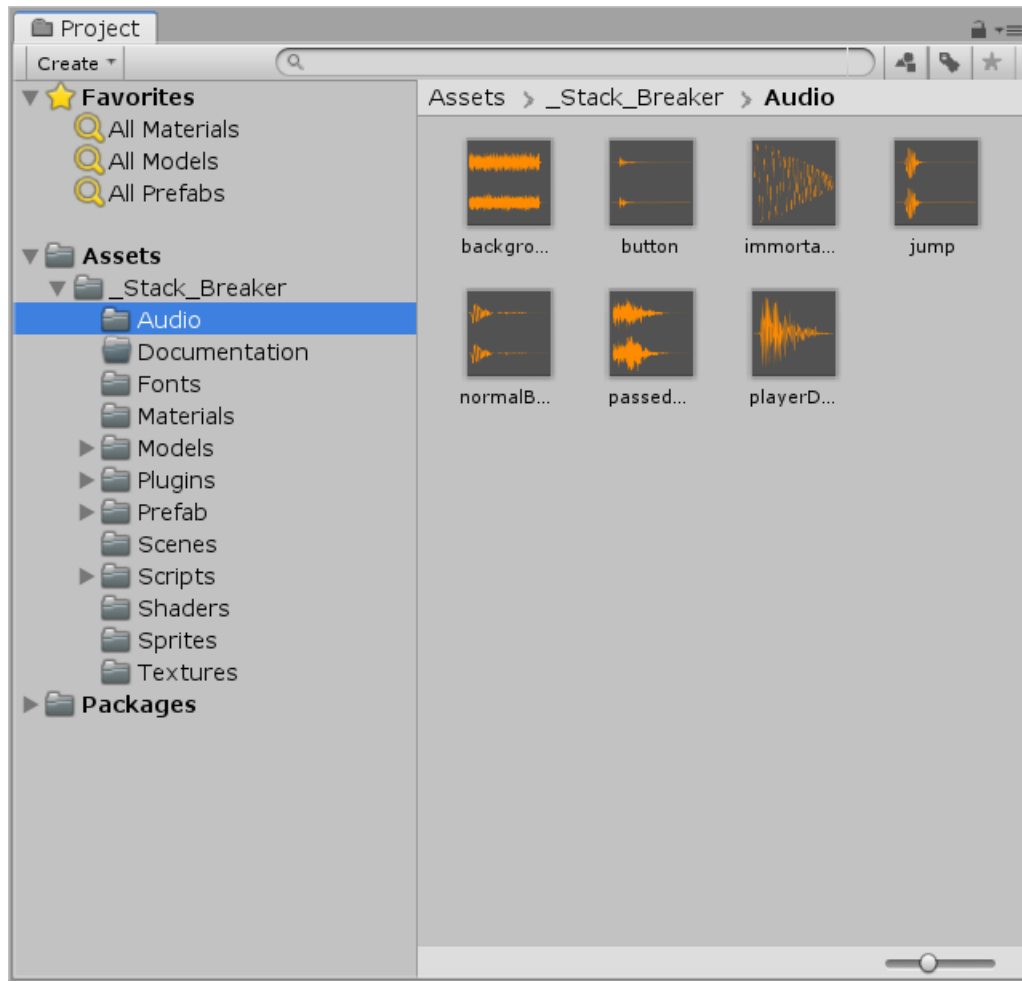 Project
Create
Favorites
All Materials
All Models
All Prefabs
Assets
_Stack_Breaker
Audio
Documentation
Fonts
Materials
Models
Plugins
Prefab
Scenes
Scripts
Shaders
Sprites
Textures
Packages
Assets > _Stack_Breaker > Audio
backgro... button immorta... jump
normalB... passed... playerD...